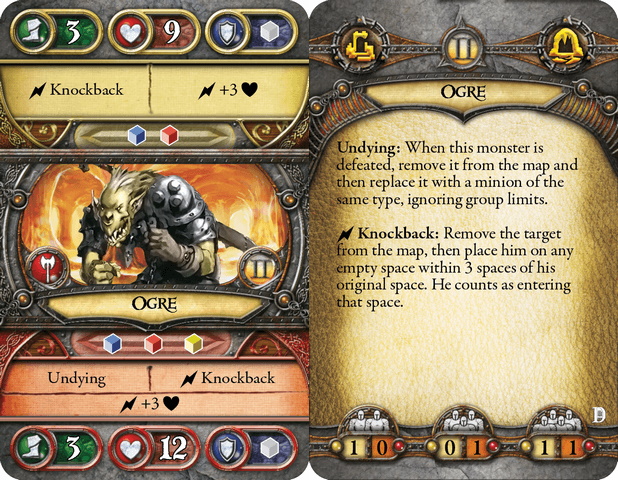 3 9
Knockback +3
OGRE
II
Undying Knockback
+3
3 12
II
OGRE
Undying: When this monster is
defeated, remove it from the map and
then replace it with a minion of the
same type, ignoring group limits.
Knockback: Remove the target
from the map, then place him on any
empty space within 3 spaces of his
original space. He counts as entering
that space.
D
1 0 0 1 1 1